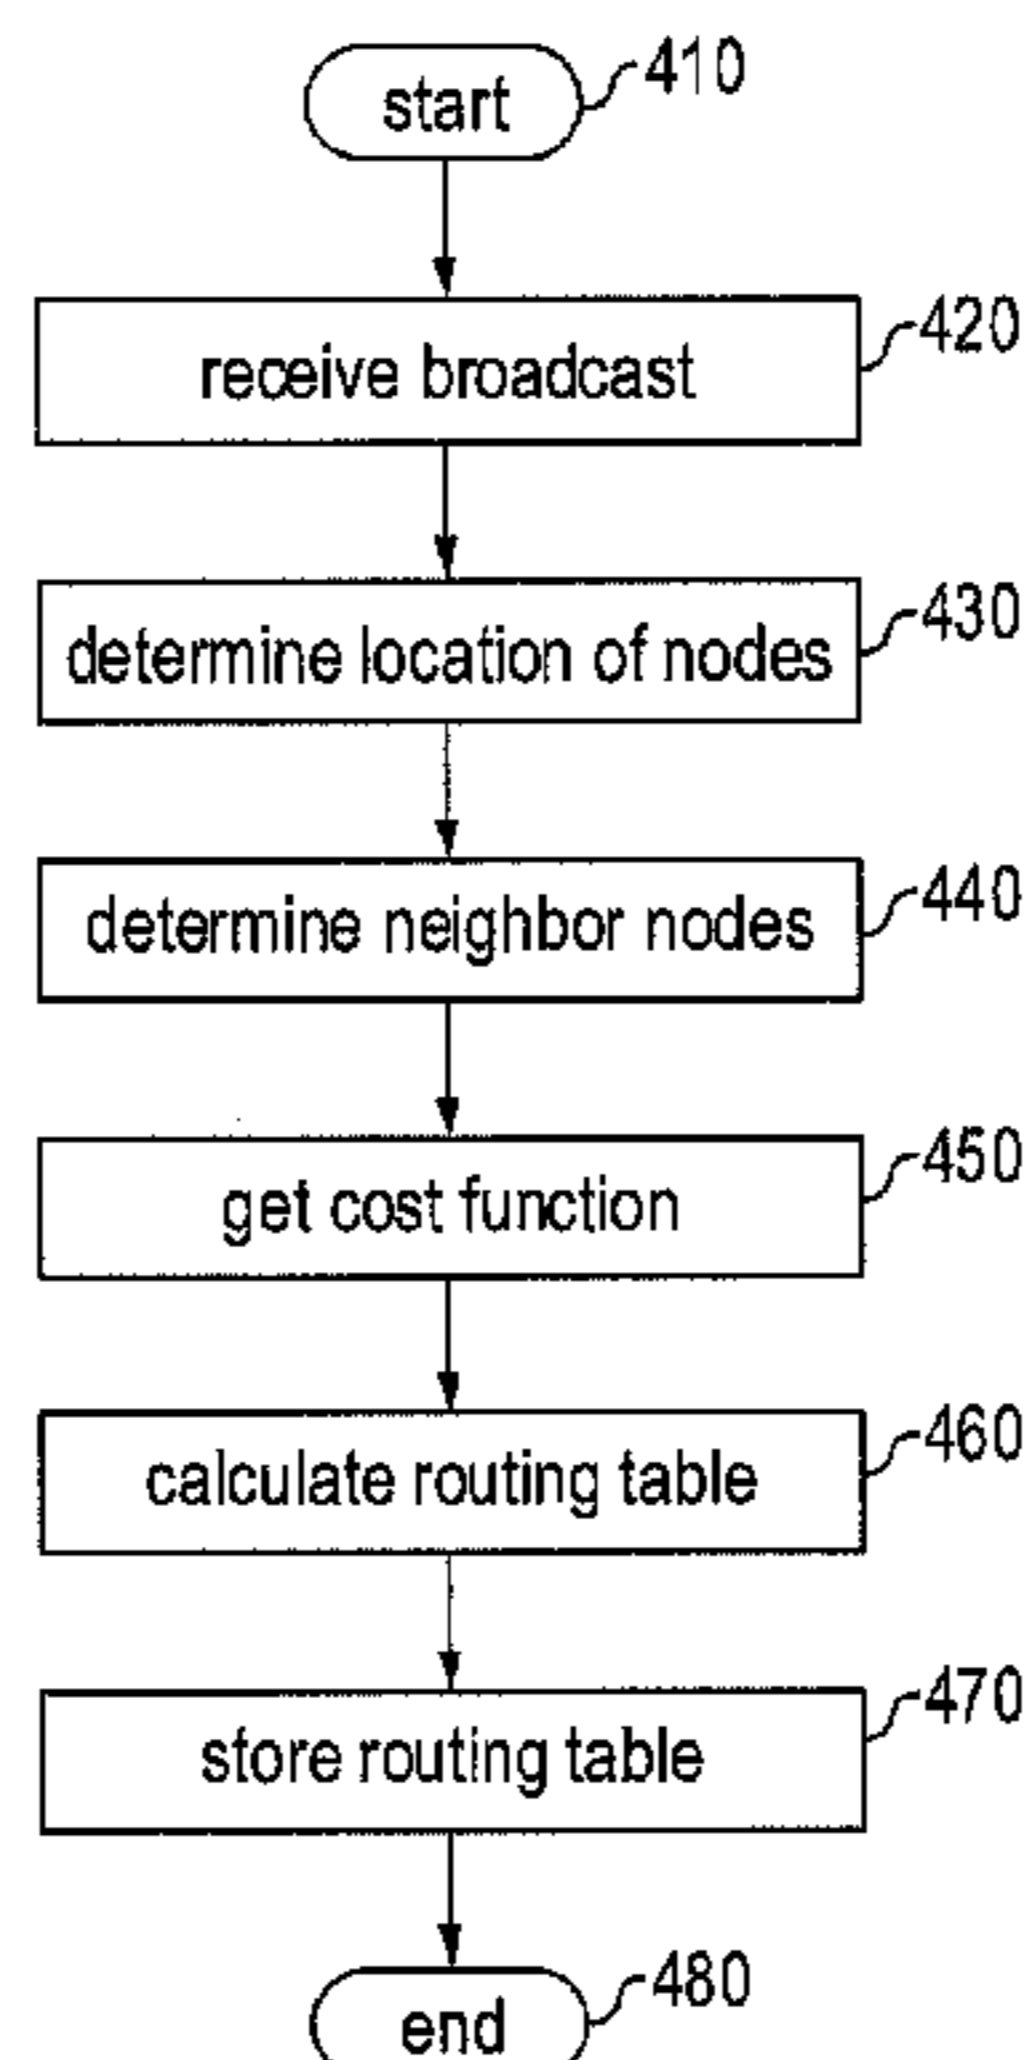 start
410
receive broadcast
420
determine location of nodes
430
determine neighbor nodes
440
get cost function
450
calculate routing table
460
store routing table
470
end
480